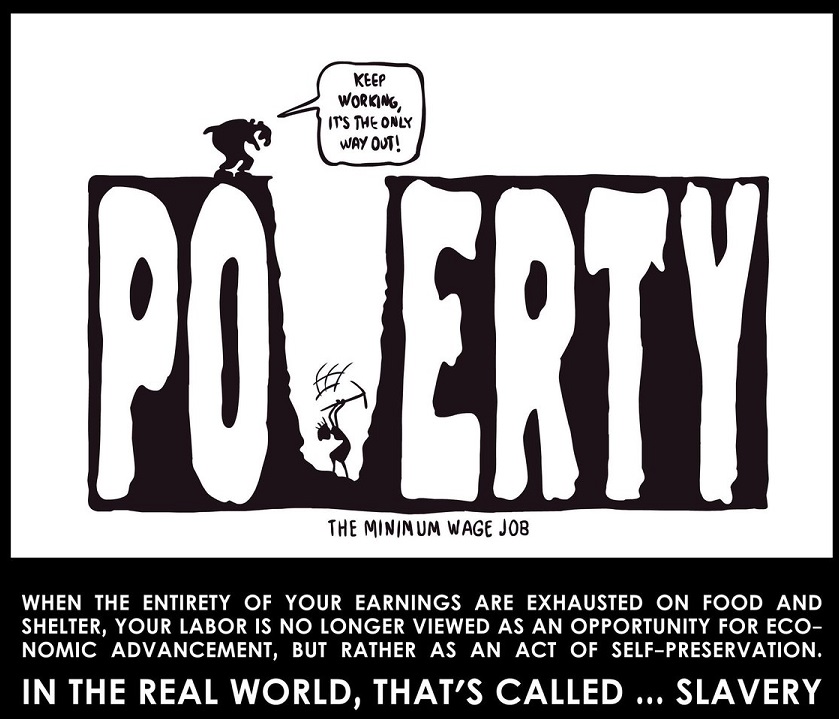 KEEP
WORKING,
IT'S THE ONLY
WAY OUT!
POVERTY
THE MINIMUM WAGE JOB
WHEN THE ENTIRETY OF YOUR EARNINGS ARE EXHAUSTED ON FOOD AND
SHELTER, YOUR LABOR IS NO LONGER VIEWED AS AN OPPORTUNITY FOR ECO-
NOMIC ADVANCEMENT, BUT RATHER AS AN ACT OF SELF-PRESERVATION.
IN THE REAL WORLD, THAT'S CALLED ... SLAVERY